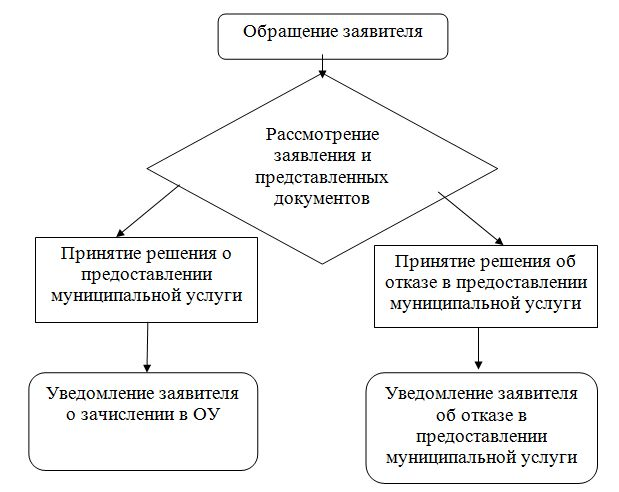 Обращение заявителя
Рассмотрение
заявления и
представленных
документов
Принятие решения о
предоставлении
муниципальной услуги
Принятие решения об
отказе в предоставлении
муниципальной услуги
Уведомление заявителя
о зачислении в ОУ
Уведомление заявителя
об отказе в
предоставлении
муниципальной услуги